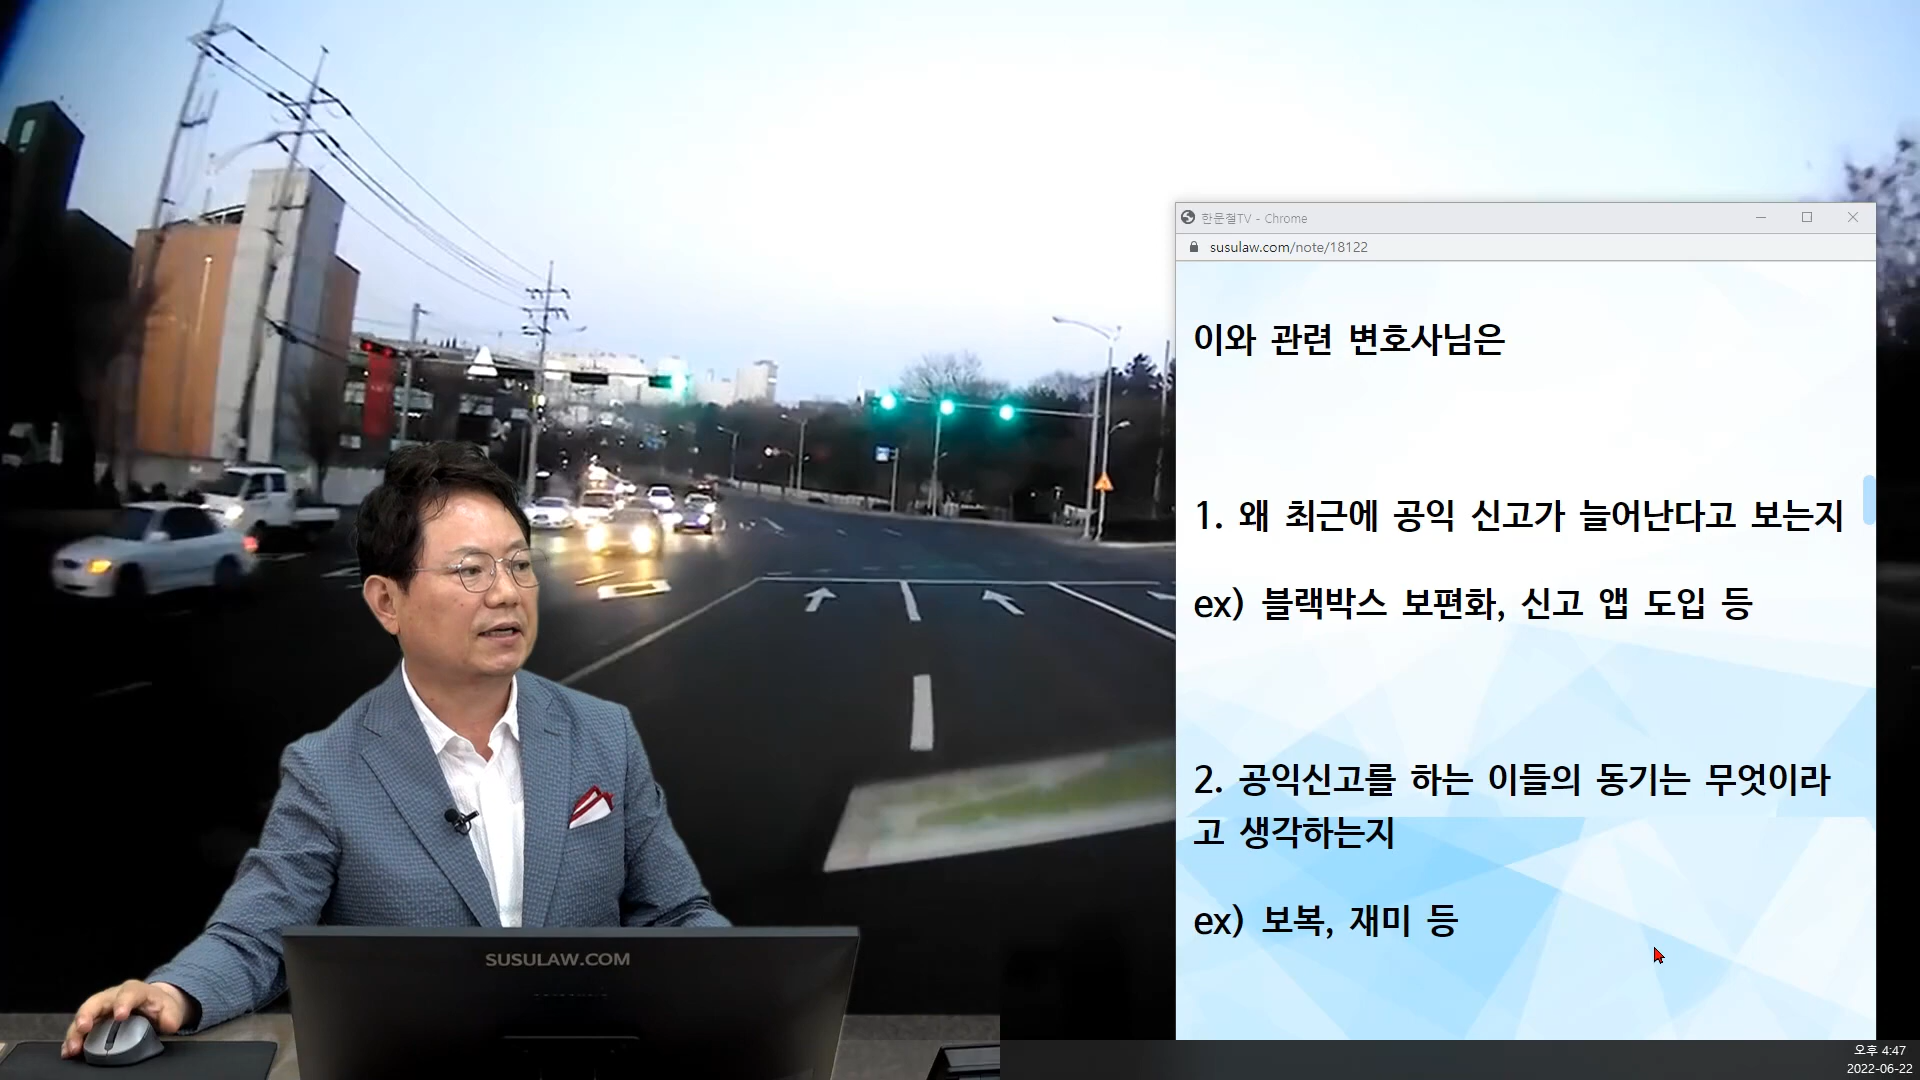 한문철TV - Chrome
susulaw.com/note/18122
이와 관련 변호사님은
1. 왜 최근에 공익 신고가 늘어난다고 보는지
ex) 블랙박스 보편화, 신고 앱 도입 등
2. 공익신고를 하는 이들의 동기는 무엇이라
고 생각하는지
ex) 보복, 재미 등
SUSULAW.COM
오후 4:47
2022-06-22